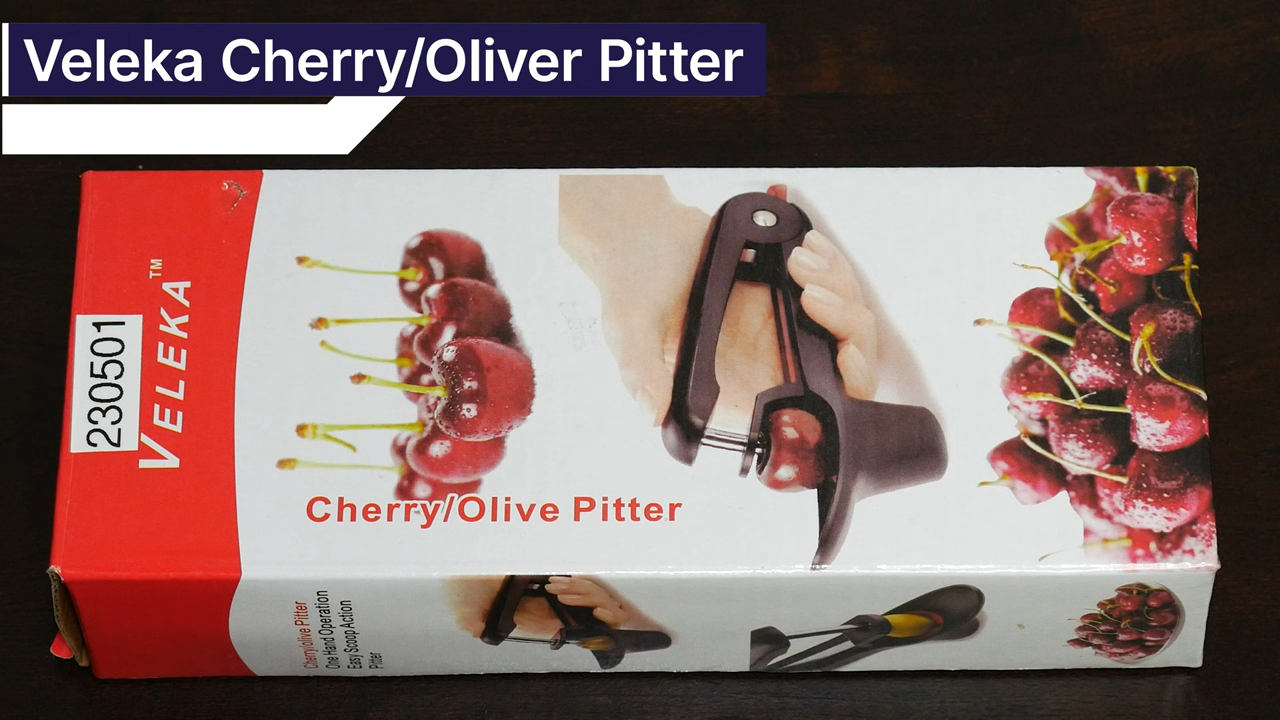 Veleka Cherry/Oliver Pitter
230501
VELEKA™
Cherry/Olive Pitter
Cherry/olive Pitter
One Hand Operation
Easy Scoop Action
Pitter